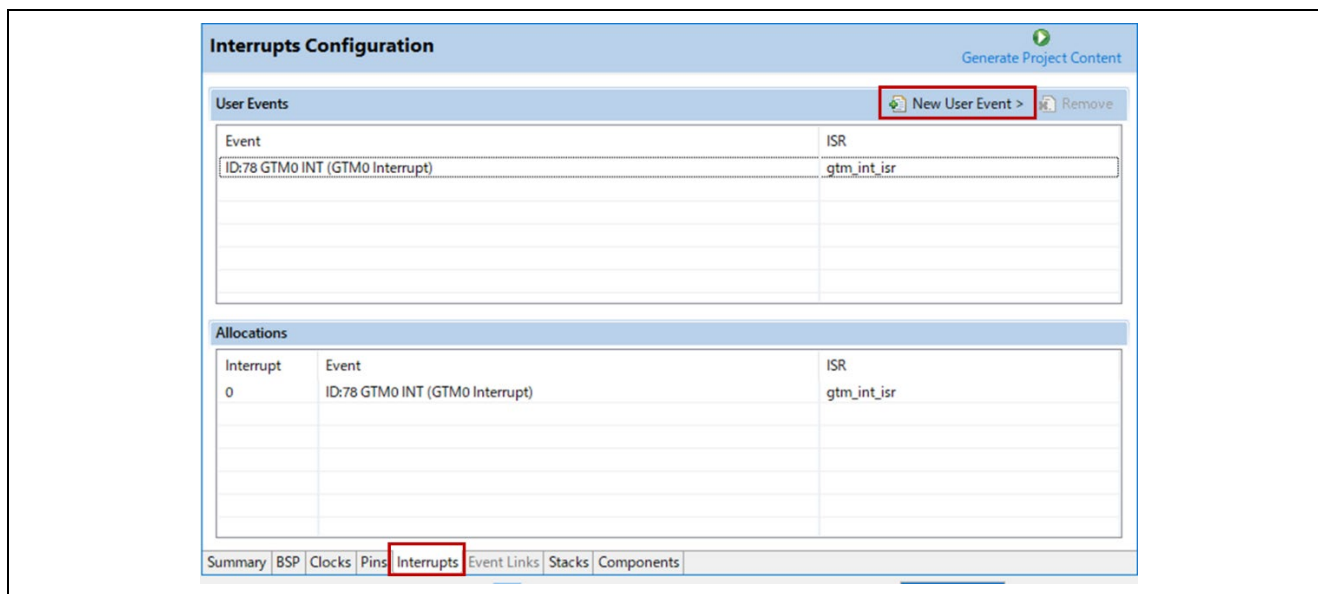 Interrupts Configuration
Generate Project Content
User Events New User Event > Remove
Event ISR
ID:78 GTM0 INT (GTM0 Interrupt) gtm_int_isr
Allocations
Interrupt Event ISR
0 ID:78 GTM0 INT (GTM0 Interrupt) gtm_int_isr
Summary BSP Clocks Pins Interrupts Event Links Stacks Components